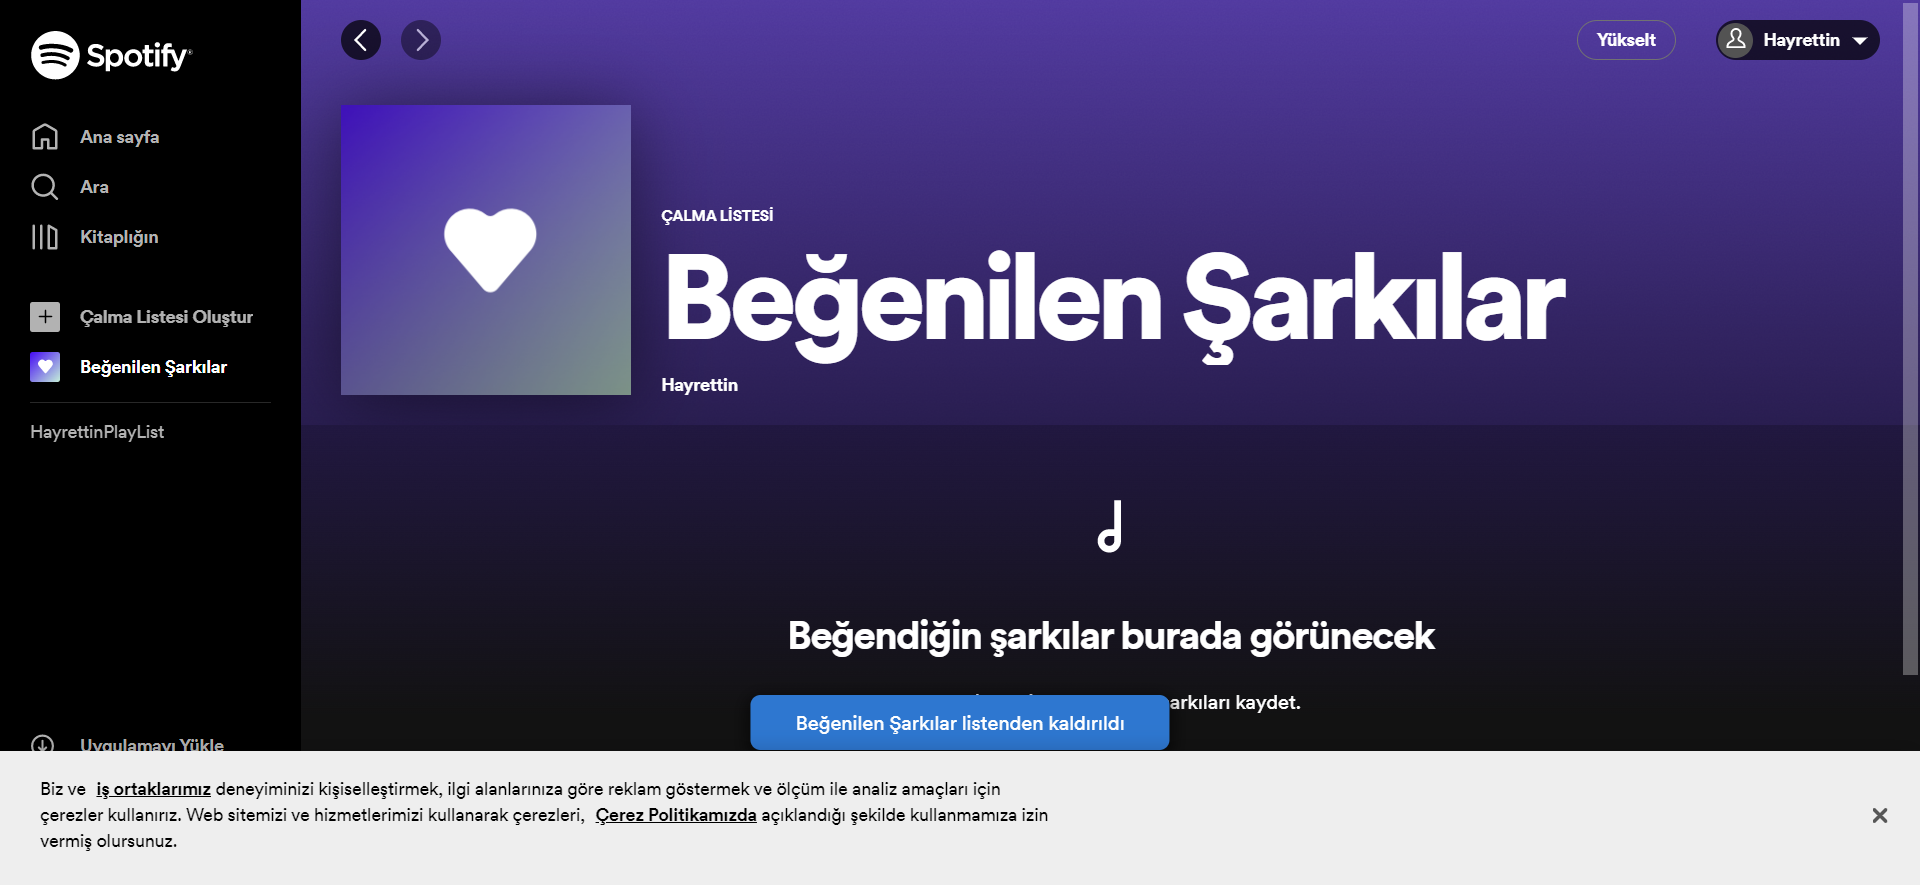 Spotify
Ana sayfa
Ara
Kitaplığın
Çalma Listesi Oluştur
Beğenilen Şarkılar
HayrettinPlayList
Uygulamayı Yükle
Yükselt
Hayrettin
ÇALMA LİSTESİ
Beğenilen Şarkılar
Hayrettin
Beğendiğin şarkılar burada görünecek
arkıları kaydet.
Beğenilen Şarkılar listenden kaldırıldı
Biz ve iş ortaklarımız deneyiminizi kişiselleştirmek, ilgi alanlarınıza göre reklam göstermek ve ölçüm ile analiz amaçları için
çerezler kullanırız. Web sitemizi ve hizmetlerimizi kullanarak çerezleri, Çerez Politikamızda açıklandığı şekilde kullanmamıza izin
vermiş olursunuz.